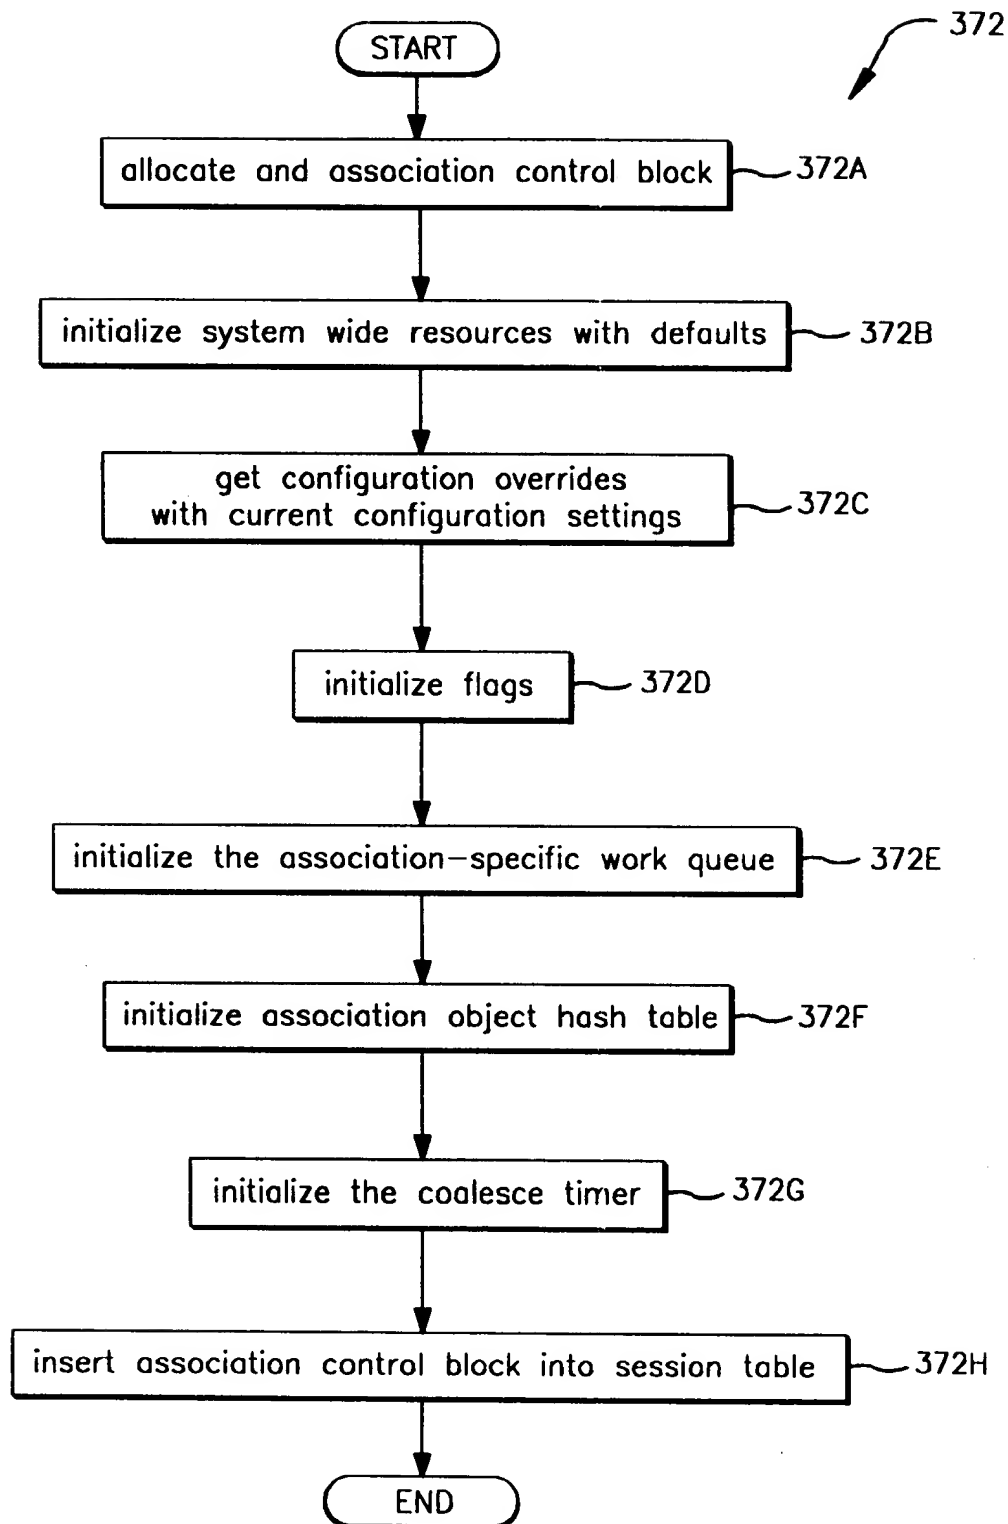 372
START
allocate and association control block
372A
initialize system wide resources with defaults
372B
get configuration overrides
with current configuration settings
372C
initialize flags
372D
initialize the association-specific work queue
372E
initialize association object hash table
372F
initialize the coalesce timer
372G
insert association control block into session table
372H
END